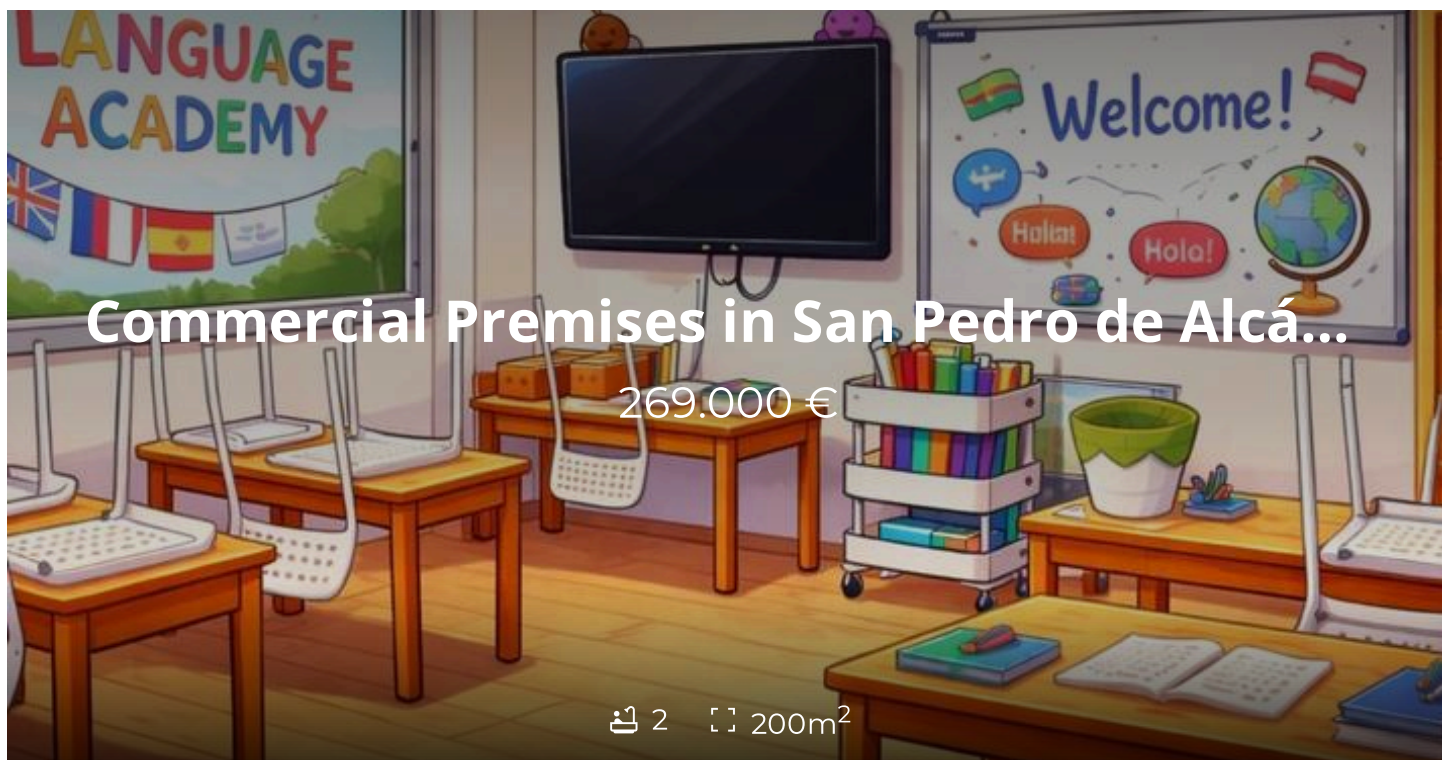 LANGUAGE
ACADEMY
Welcome!
Hola!
Commercial Premises in San Pedro de Alcá...
269.000 €
2 200m²